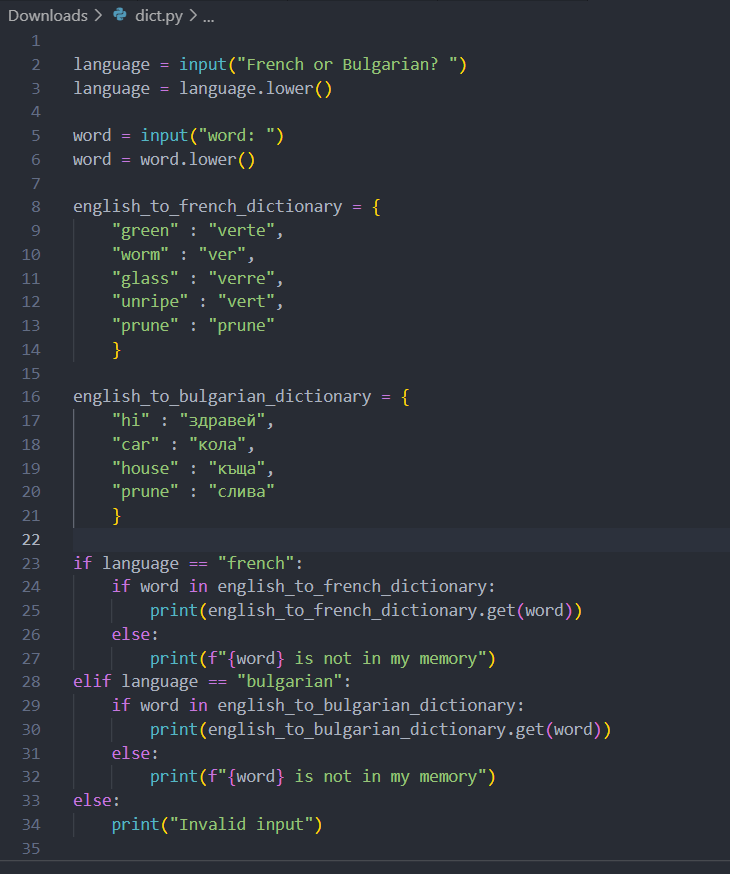 Downloads > dict.py > ...
1
2 language = input("French or Bulgarian? ")
3 language = language.lower()
4
5 word = input("word: ")
6 word = word.lower()
7
8 english_to_french_dictionary = {
9     "green" : "verte",
10     "worm" : "ver",
11     "glass" : "verre",
12     "unripe" : "vert",
13     "prune" : "prune"
14     }
15
16 english_to_bulgarian_dictionary = {
17     "hi" : "здравей",
18     "car" : "кола",
19     "house" : "къща",
20     "prune" : "слива"
21     }
22
23 if language == "french":
24     if word in english_to_french_dictionary:
25         print(english_to_french_dictionary.get(word))
26     else:
27         print(f"{word} is not in my memory")
28 elif language == "bulgarian":
29     if word in english_to_bulgarian_dictionary:
30         print(english_to_bulgarian_dictionary.get(word))
31     else:
32         print(f"{word} is not in my memory")
33 else:
34     print("Invalid input")
35